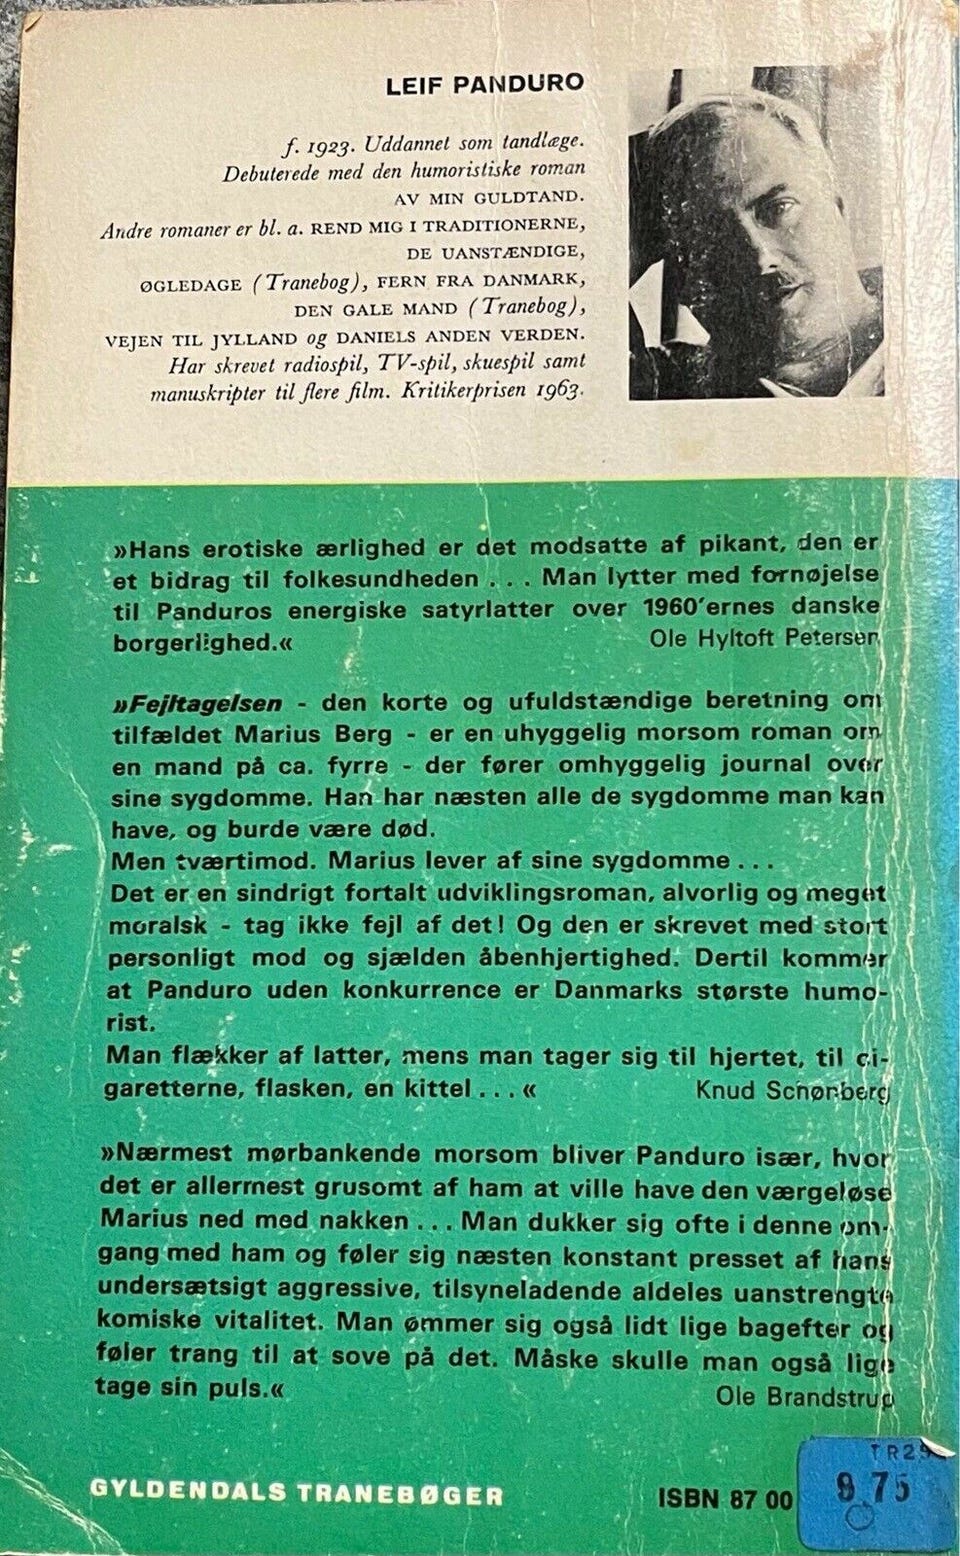 LEIF PANDURO
f. 1923. Uddannet som tandlæge.
Debuterede med den humoristiske roman
AV MIN GULDTAND.
Andre romaner er bl. a. REND MIG I TRADITIONERNE,
DE UANSTÆNDIGE,
ØGLEDAGE (Tranebog), FERN FRA DANMARK,
DEN GALE MAND (Tranebog),
VEJEN TIL JYLLAND og DANIELS ANDEN VERDEN.
Har skrevet radiospil, TV-spil, skuespil samt
manuskripter til flere film. Kritikerprisen 1963.
»Hans erotiske ærlighed er det modsatte af pikant, den er
et bidrag til folkesundheden . . . Man lytter med fornøjelse
til Panduros energiske satyrlatter over 1960'ernes danske
borgerlighed.« Ole Hyltoft Petersen
»Fejltagelsen - den korte og ufuldstændige beretning om
tilfældet Marius Berg - er en uhyggelig morsom roman om
en mand på ca. fyrre - der fører omhyggelig journal over
sine sygdomme. Han har næsten alle de sygdomme man kan
have, og burde være død.
Men tværtimod. Marius lever af sine sygdomme . . .
Det er en sindrigt fortalt udviklingsroman, alvorlig og meget
moralsk - tag ikke fejl af det! Og den er skrevet med stort
personligt mod og sjælden åbenhjertighed. Dertil kommer
at Panduro uden konkurrence er Danmarks største humo-
rist.
Man flækker af latter, mens man tager sig til hjertet, til ci-
garetterne, flasken, en kittel . . . « Knud Schønberg
»Nærmest mørbankende morsom bliver Panduro især, hvor
det er allermest grusomt af ham at ville have den værgeløse
Marius ned med nakken . . . Man dukker sig ofte i denne om-
gang med ham og føler sig næsten konstant presset af hans
undersætsigt aggressive, tilsyneladende aldeles uanstrengte
komiske vitalitet. Man ømmer sig også lidt lige bagefter og
føler trang til at sove på det. Måske skulle man også lige
tage sin puls.« Ole Brandstrup
GYLDENDALS TRANEBØGER
ISBN 87 00
9 75